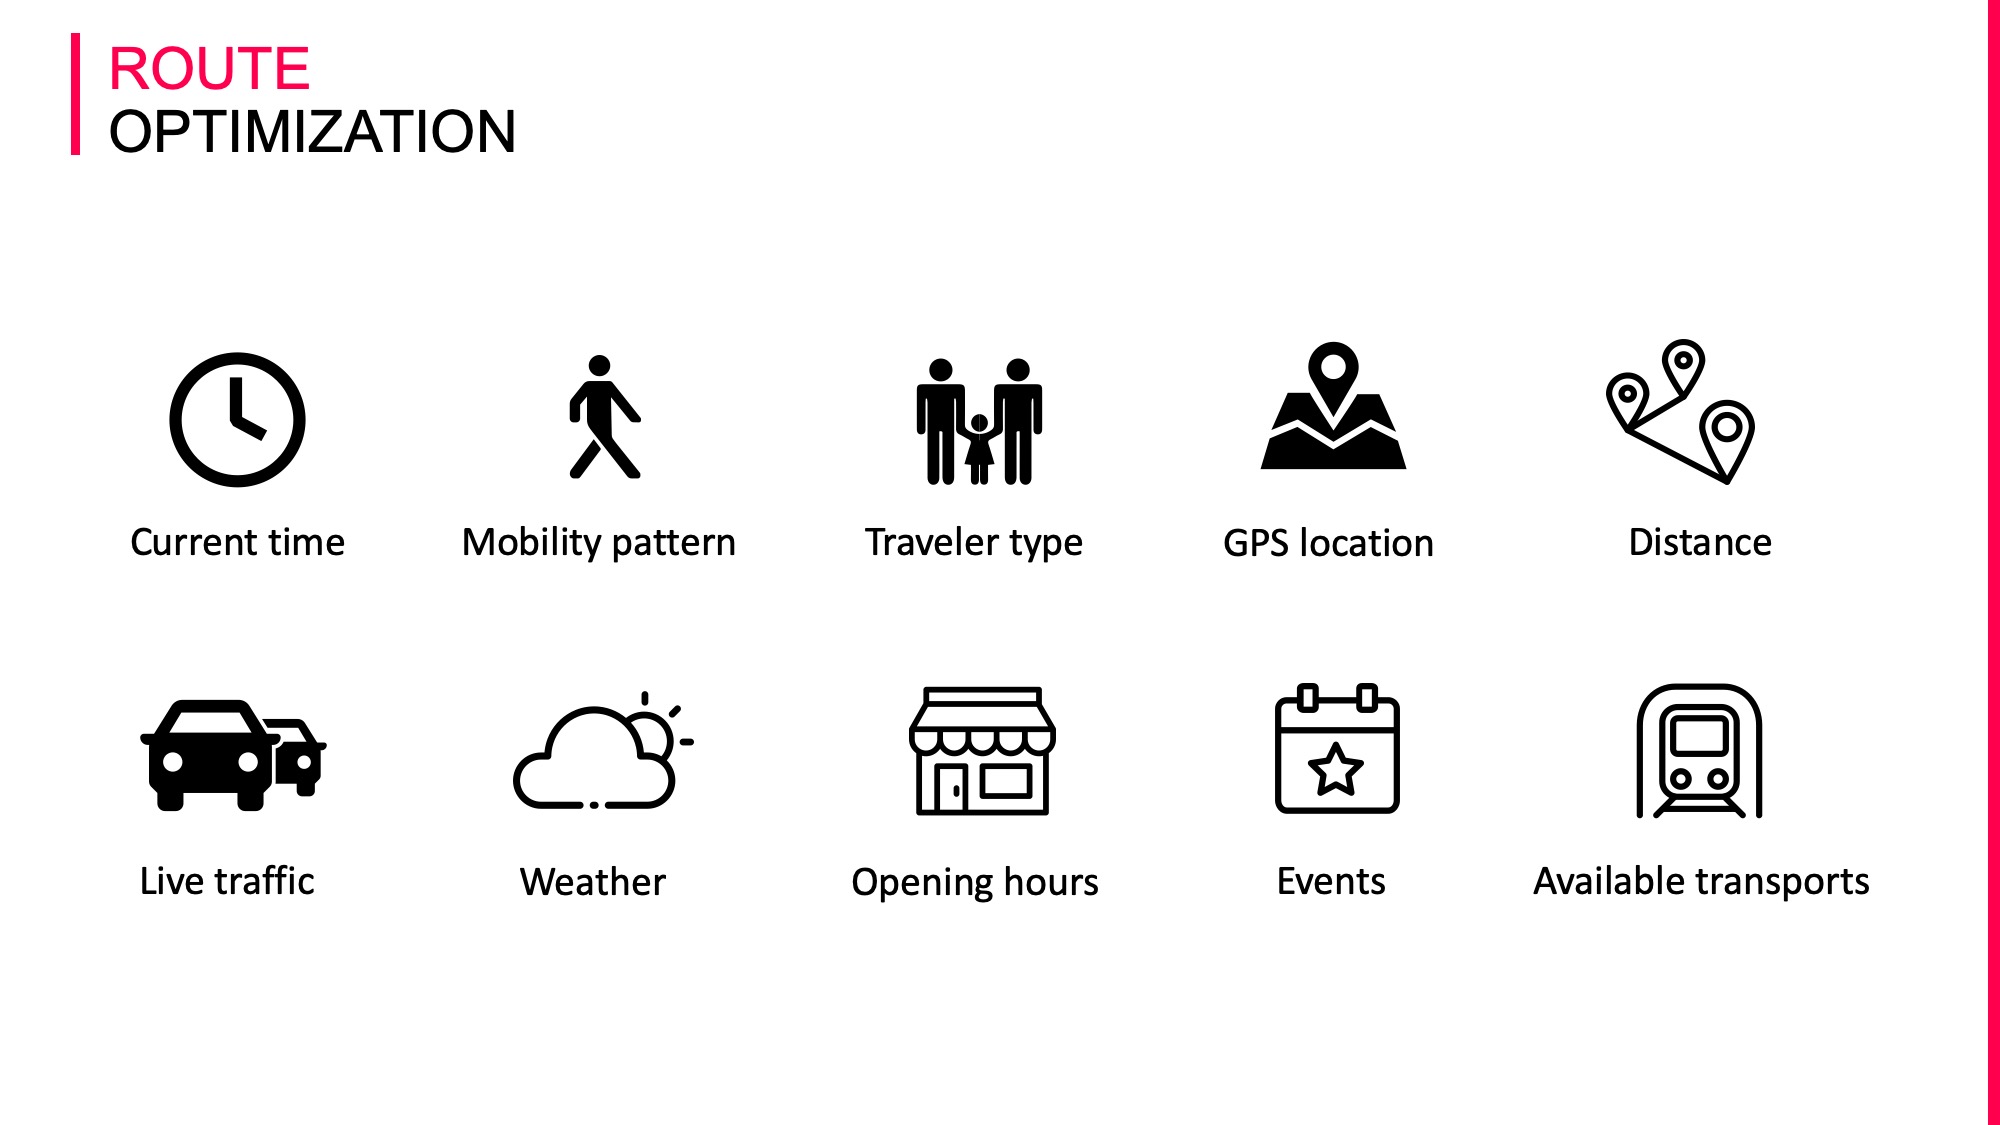 ROUTE
OPTIMIZATION
Current time
Mobility pattern
Traveler type
GPS location
Distance
Live traffic
Weather
Opening hours
Events
Available transports